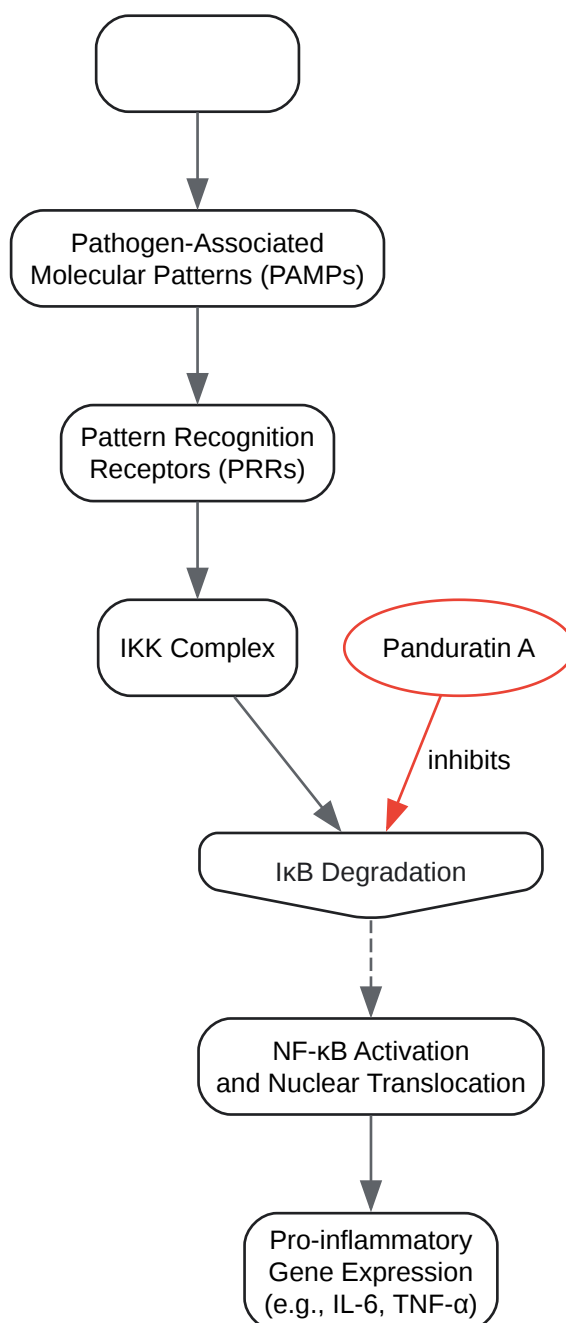 Pathogen-Associated
Molecular Patterns (PAMPs)
Pattern Recognition
Receptors (PRRs)
IKK Complex
Panduratin A
inhibits
IκB Degradation
NF-κB Activation
and Nuclear Translocation
Pro-inflammatory
Gene Expression
(e.g., IL-6, TNF-α)